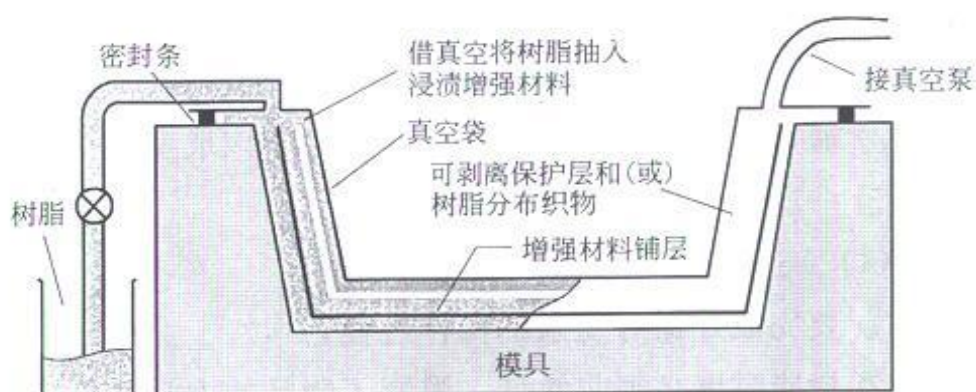 密封条
借真空将树脂抽入
浸渍增强材料
接真空泵
真空袋
可剥离保护层和(或)
树脂分布织物
树脂
增强材料铺层
模具